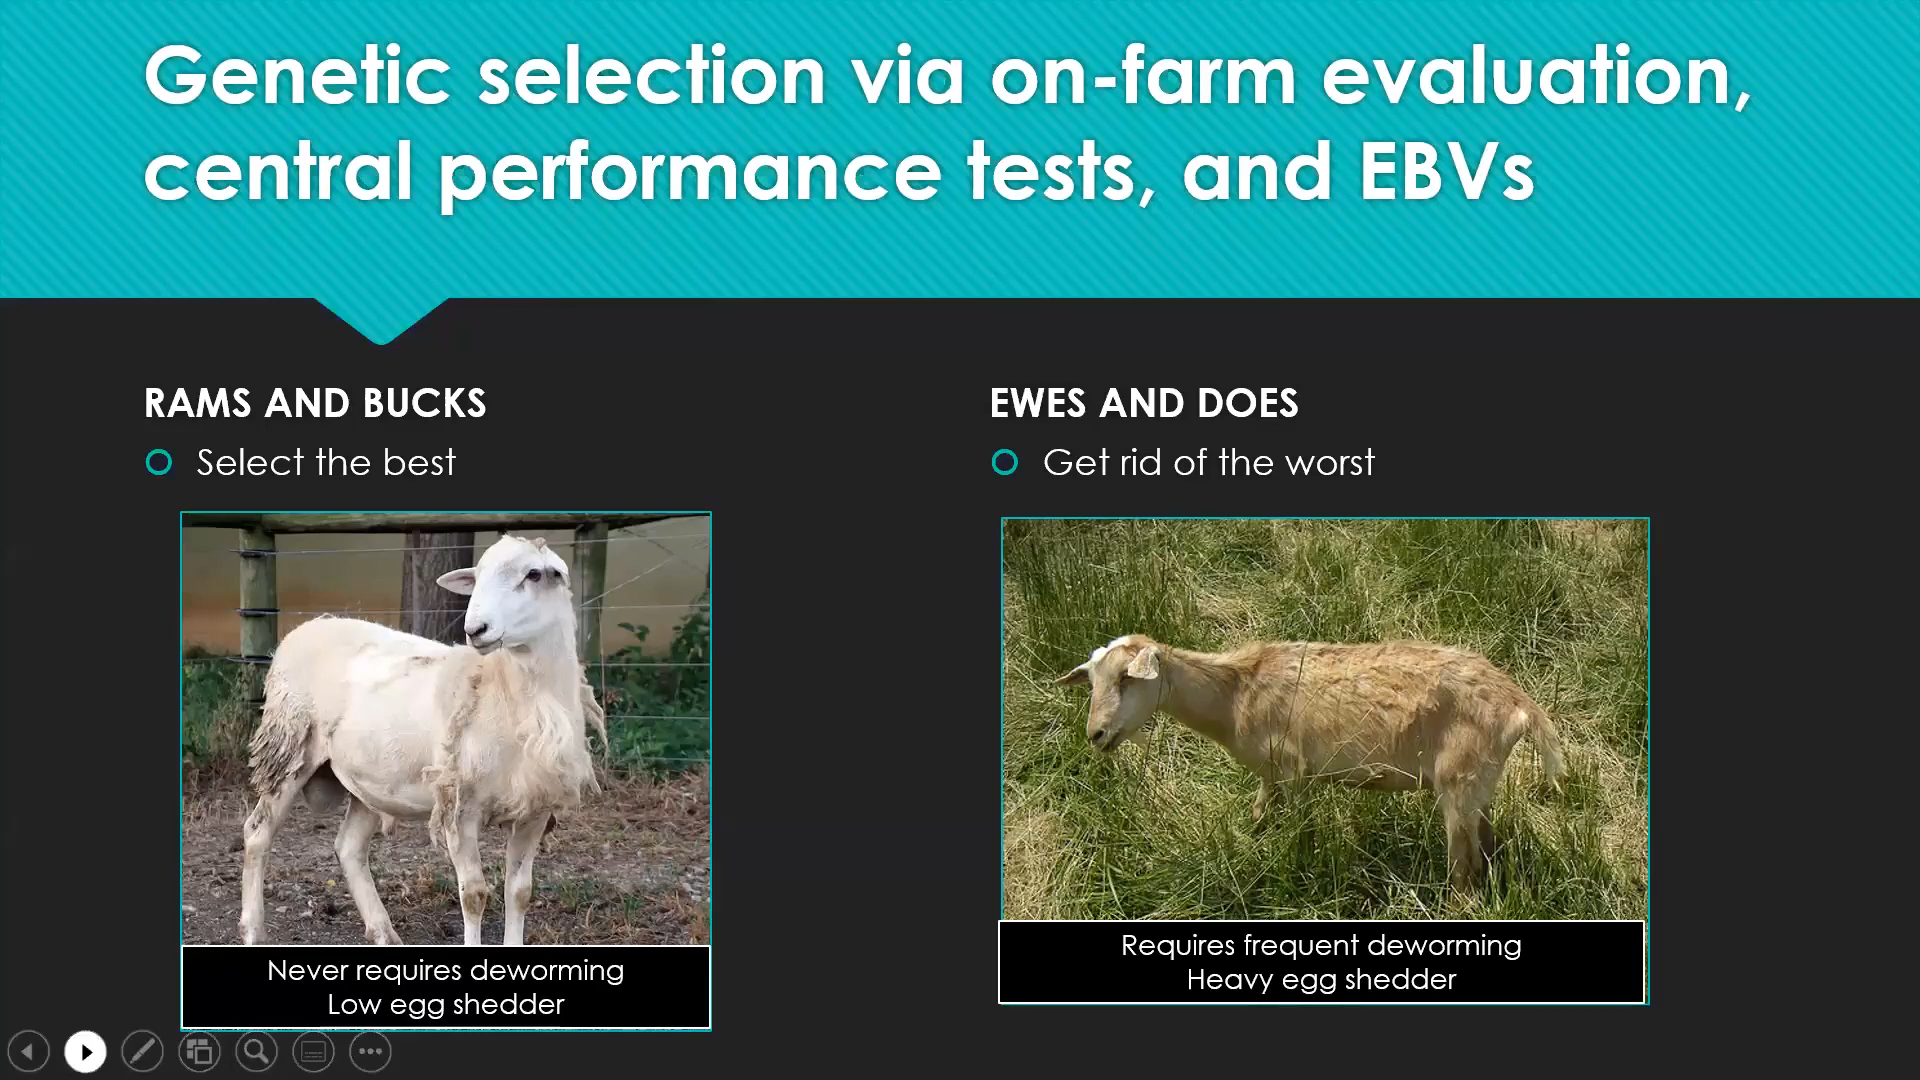 Genetic selection via on-farm evaluation,
central performance tests, and EBVs
RAMS AND BUCKS
Select the best
Never requires deworming
Low egg shedder
EWES AND DOES
Get rid of the worst
Requires frequent deworming
Heavy egg shedder